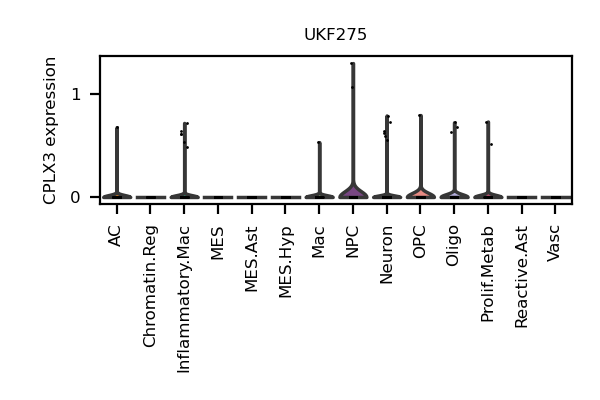 UKF275
CPLX3 expression
1
0
AC
Chromatin.Reg
Inflammatory.Mac
MES
MES.Ast
MES.Hyp
Mac
NPC
Neuron
OPC
Oligo
Prolif.Metab
Reactive.Ast
Vasc